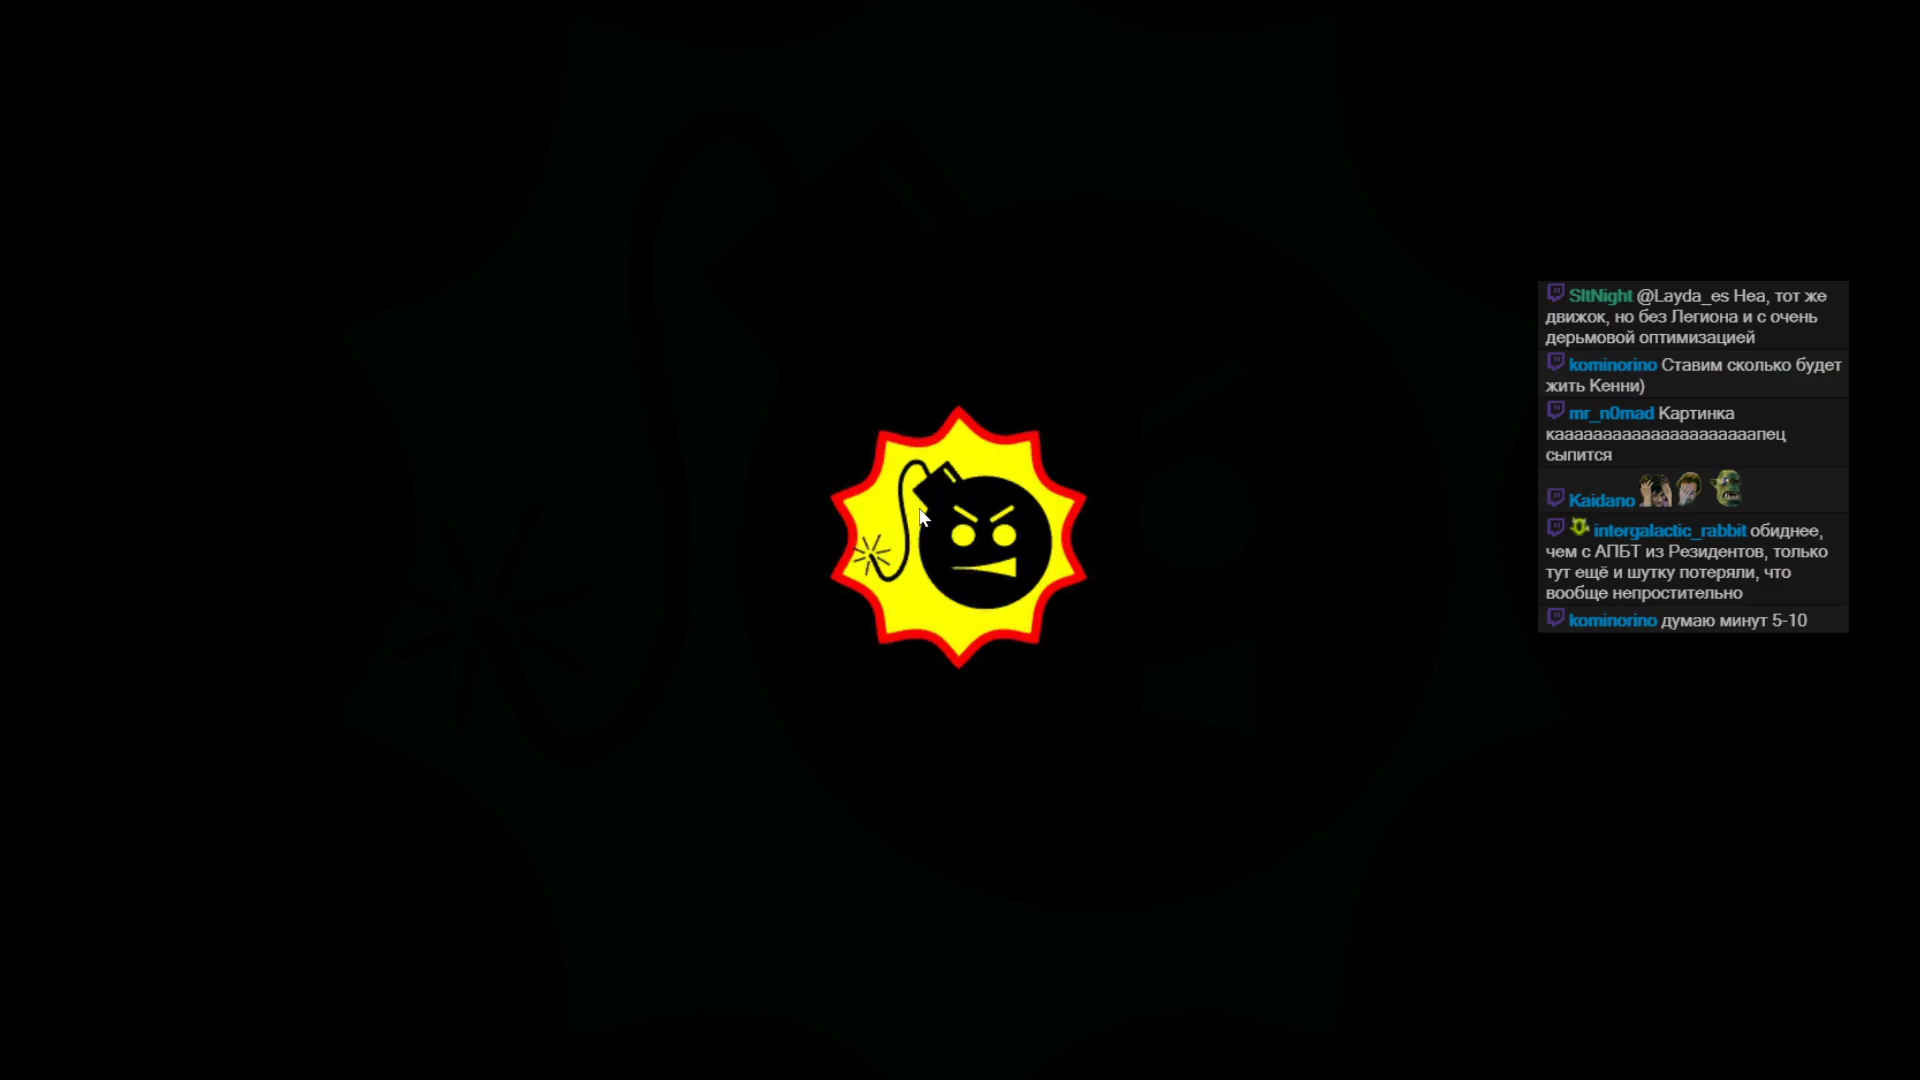 SltNight @Layda_es Неа, тот же
движок, но без Легиона и с очень
дерьмовой оптимизацией
kominorino Ставим сколько будет
жить Кенни)
mr_n0mad Картинка
каааааааааааааааааааааапец
сыпится
Kaidano
intergalactic_rabbit обиднее,
чем с АПБТ из Резидентов, только
тут ещё и шутку потеряли, что
вообще непростительно
kominorino думаю минут 5-10